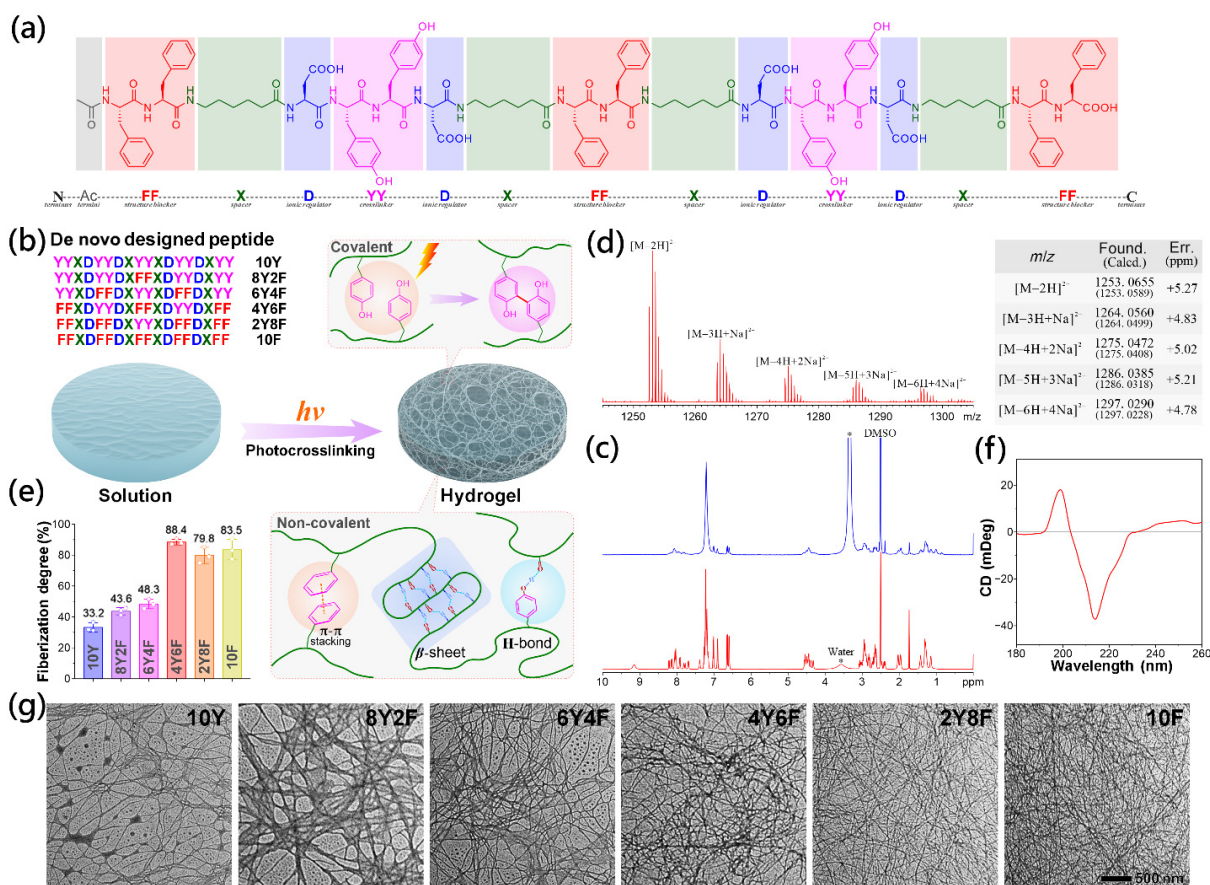 (a)
OH
OH
COOH
COOH
COOH
COOH
COOH
OH
OH
N Ac FF X D YY D X FF X D YY D X FF C
terminus termini structure blocker spacer ionic regulator crosslinker ionic regulator spacer structure blocker spacer ionic regulator crosslinker ionic regulator spacer structure blocker terminus
(b)
De novo designed peptide
YYXDYYDXYYXDYYDXYY 10Y
YYXDYYDXFFXDYYDXYY 8Y2F
YYXDFFDXYYXDFFDXYY 6Y4F
FFXDYYDXFFXDYYDXFF 4Y6F
FFXDFFDXYYXDFFDXFF 2Y8F
FFXDFFDXFFXDFFDXFF 10F
Covalent
OH
OH
OH
OH
hv
Photocrosslinking
Solution
Hydrogel
Non-covalent
π-π
stacking
β-sheet
H-bond
(d)
[M−2H]²
[M−3H+Na]²⁻
[M−4H+2Na]²⁻
[M−5H+3Na]²⁻
[M−6H+4Na]²⁻
1250 1260 1270 1280 1290 1300 m/z
m/z Found. (Calcd.) Err. (ppm)
[M−2H]²⁻ 1253. 0655 (1253. 0589) +5.27
[M−3H+Na]²⁻ 1264. 0560 (1264. 0499) +4.83
[M−4H+2Na]² 1275. 0472 (1275. 0408) +5.02
[M−5H+3Na]²⁻ 1286. 0385 (1286. 0318) +5.21
[M−6H+4Na]²⁻ 1297. 0290 (1297. 0228) +4.78
(c)
DMSO
Water
10 9 8 7 6 5 4 3 2 1 ppm
(e)
Fiberization degree (%)
100
80
60
40
20
0
33.2 43.6 48.3 88.4 79.8 83.5
10Y 8Y2F 6Y4F 4Y6F 2Y8F 10F
(f)
CD (mDeg)
20
0
-20
-40
180 200 220 240 260
Wavelength (nm)
(g)
10Y 8Y2F 6Y4F 4Y6F 2Y8F 10F
500 nm